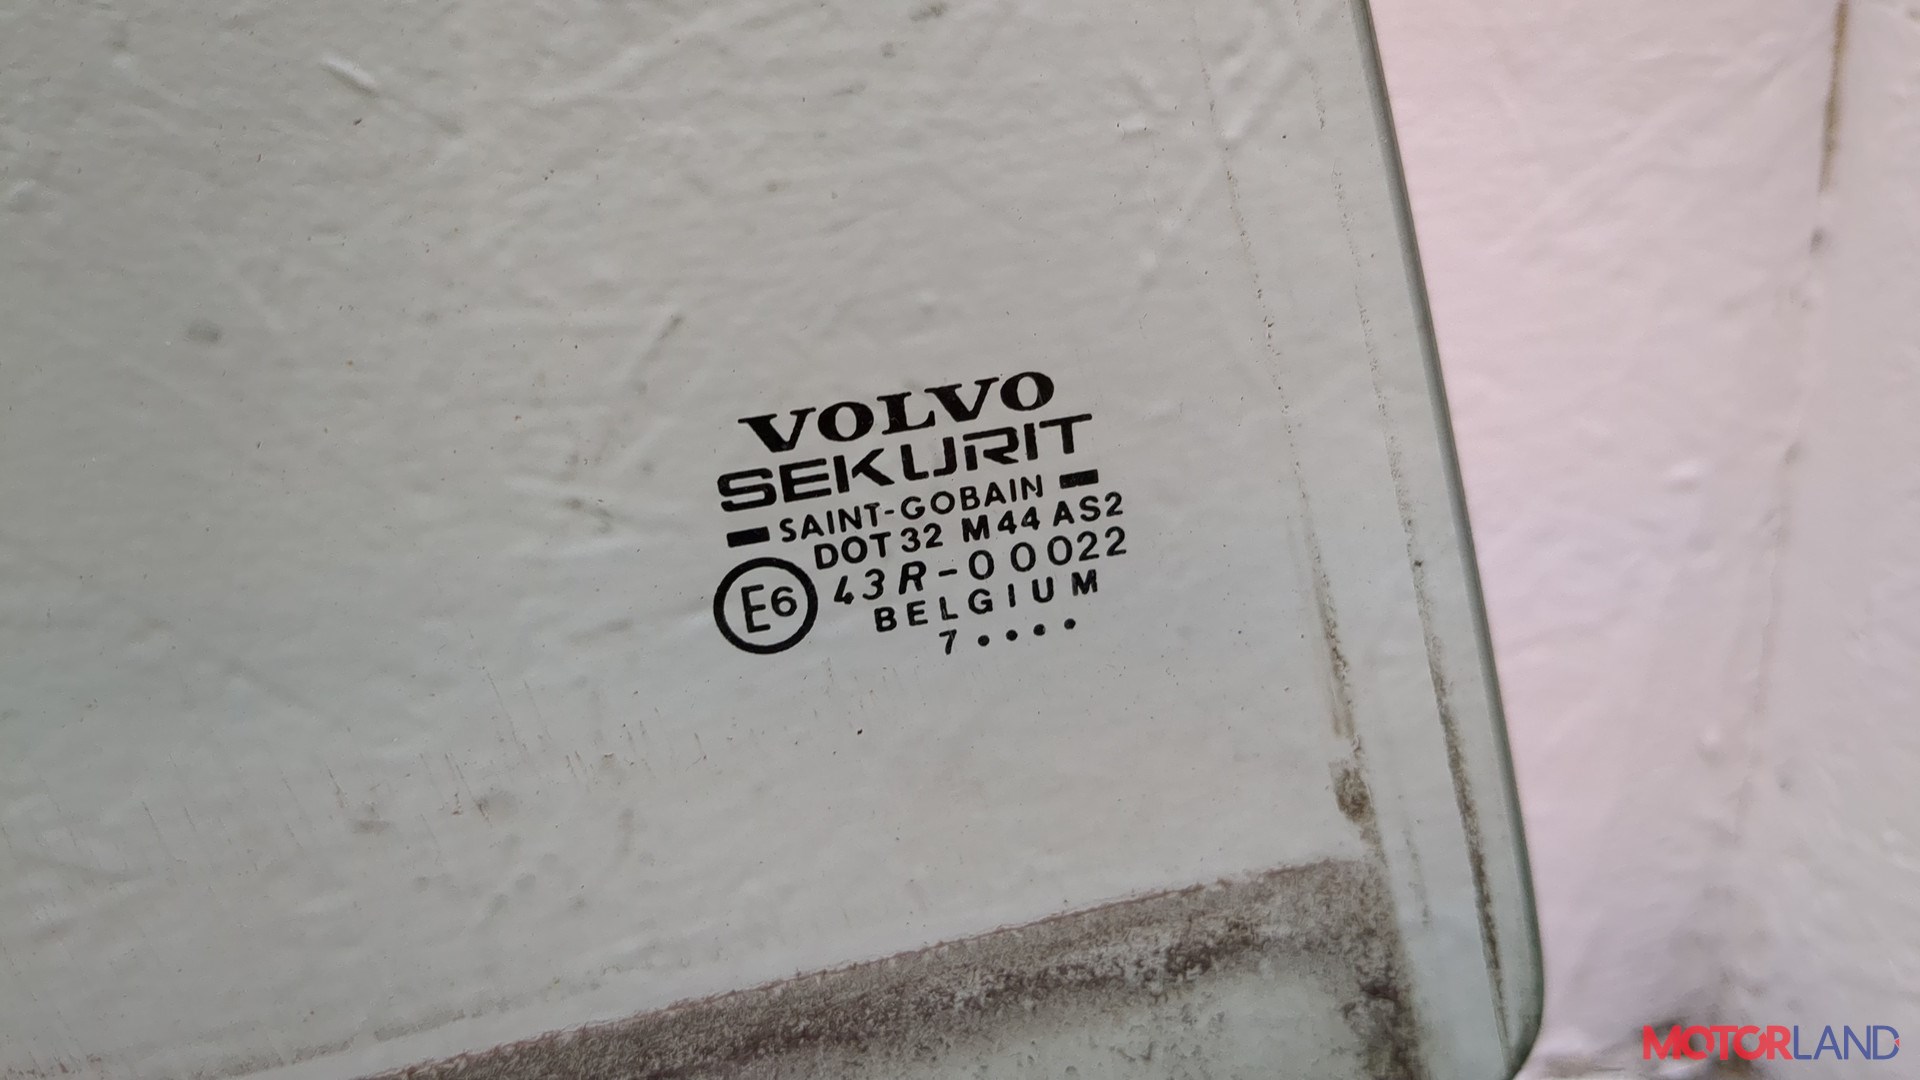 VOLVO
SEKURIT
SAINT-GOBAIN
DOT 32 M44 AS2
E6 43R-00022
BELGIUM
7 • • • •
MOTORLAND